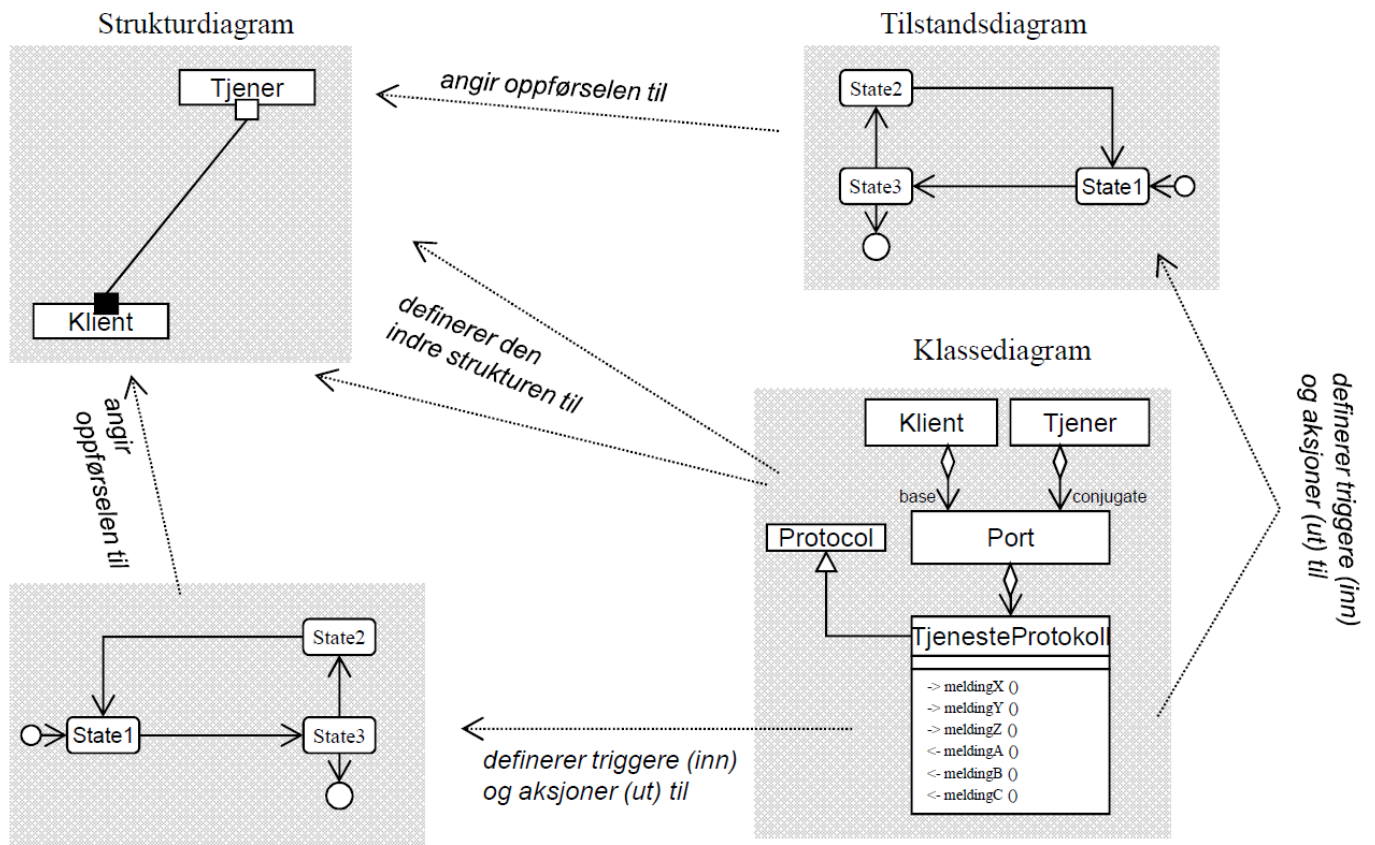 Strukturdiagram
Tjener
Klient
angir oppførselen til
Tilstandsdiagram
State2
State3
State1
definerer den
indre strukturen til
Klassediagram
Klient
Tjener
base
conjugate
Protocol
Port
TjenesteProtokoll
-> meldingX ()
-> meldingY ()
-> meldingZ ()
<- meldingA ()
<- meldingB ()
<- meldingC ()
definerer triggere (inn)
og aksjoner (ut) til
angir
oppførselen til
State2
State1
State3
definerer triggere (inn)
og aksjoner (ut) til